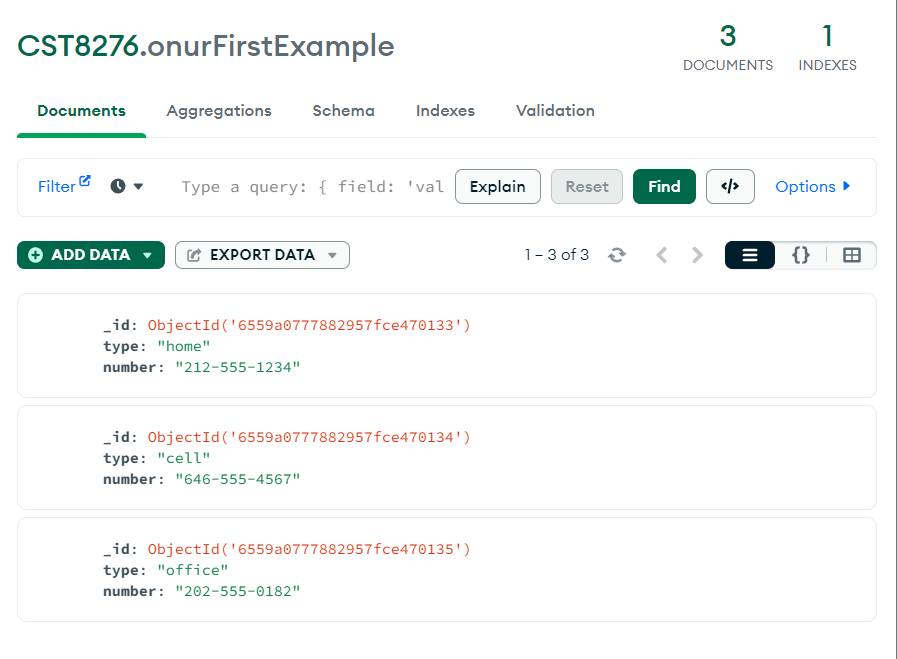 CST8276.onurFirstExample
3 1
DOCUMENTS INDEXES
Documents Aggregations Schema Indexes Validation
Filter Type a query: { field: 'val Explain Reset Find </> Options
ADD DATA EXPORT DATA 1 – 3 of 3 {}
_id: ObjectId('6559a0777882957fce470133')
type: "home"
number: "212-555-1234"
_id: ObjectId('6559a0777882957fce470134')
type: "cell"
number: "646-555-4567"
_id: ObjectId('6559a0777882957fce470135')
type: "office"
number: "202-555-0182"